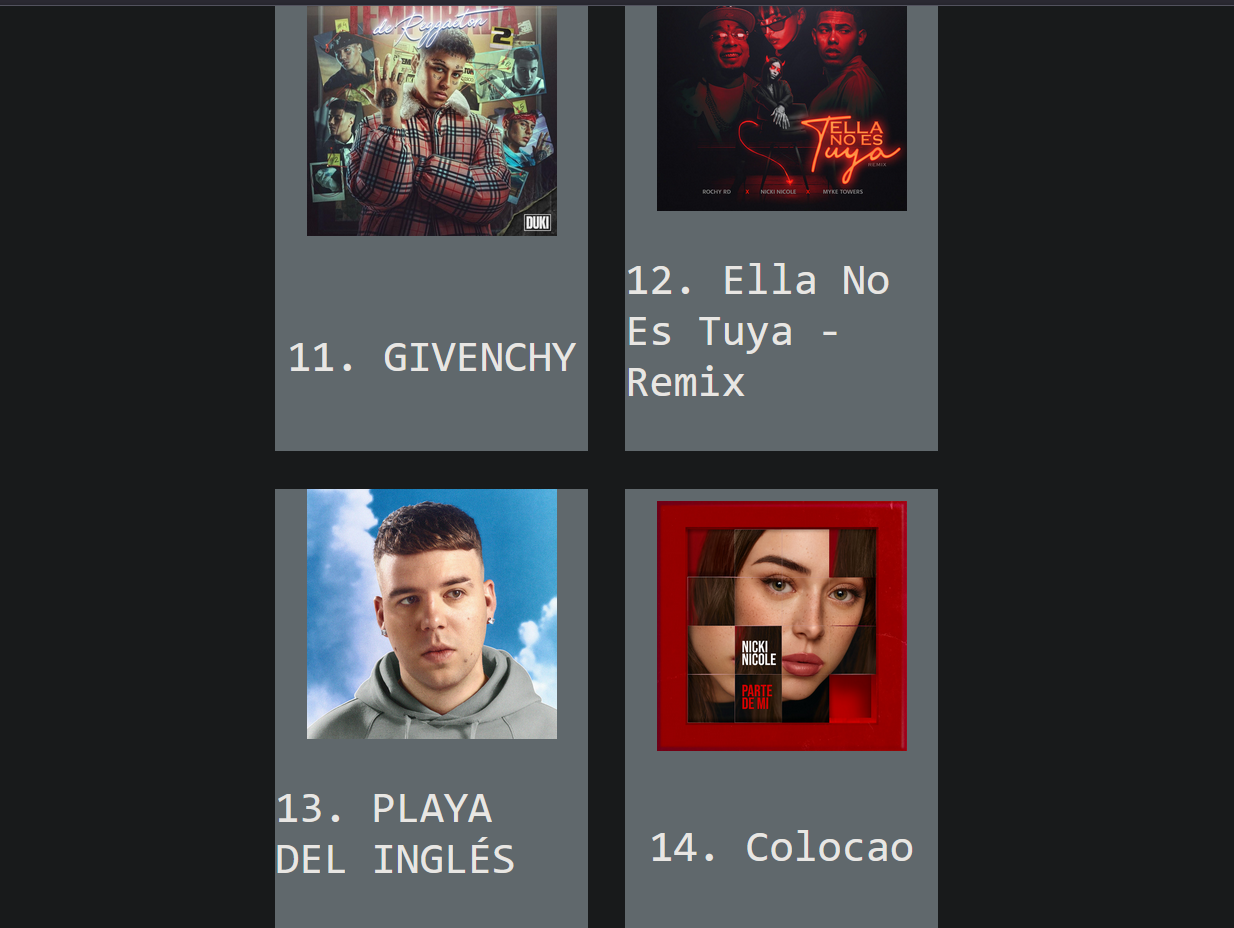 de Reggaeton
2
DUKI
11. GIVENCHY
ELLA
NO ES
Tuya
REMIX
ROCHY RD X NICKI NICOLE X MYKE TOWERS
12. Ella No
Es Tuya -
Remix
13. PLAYA
DEL INGLÉS
NICKI
NICOLE
PARTE
DE MI
14. Colocao